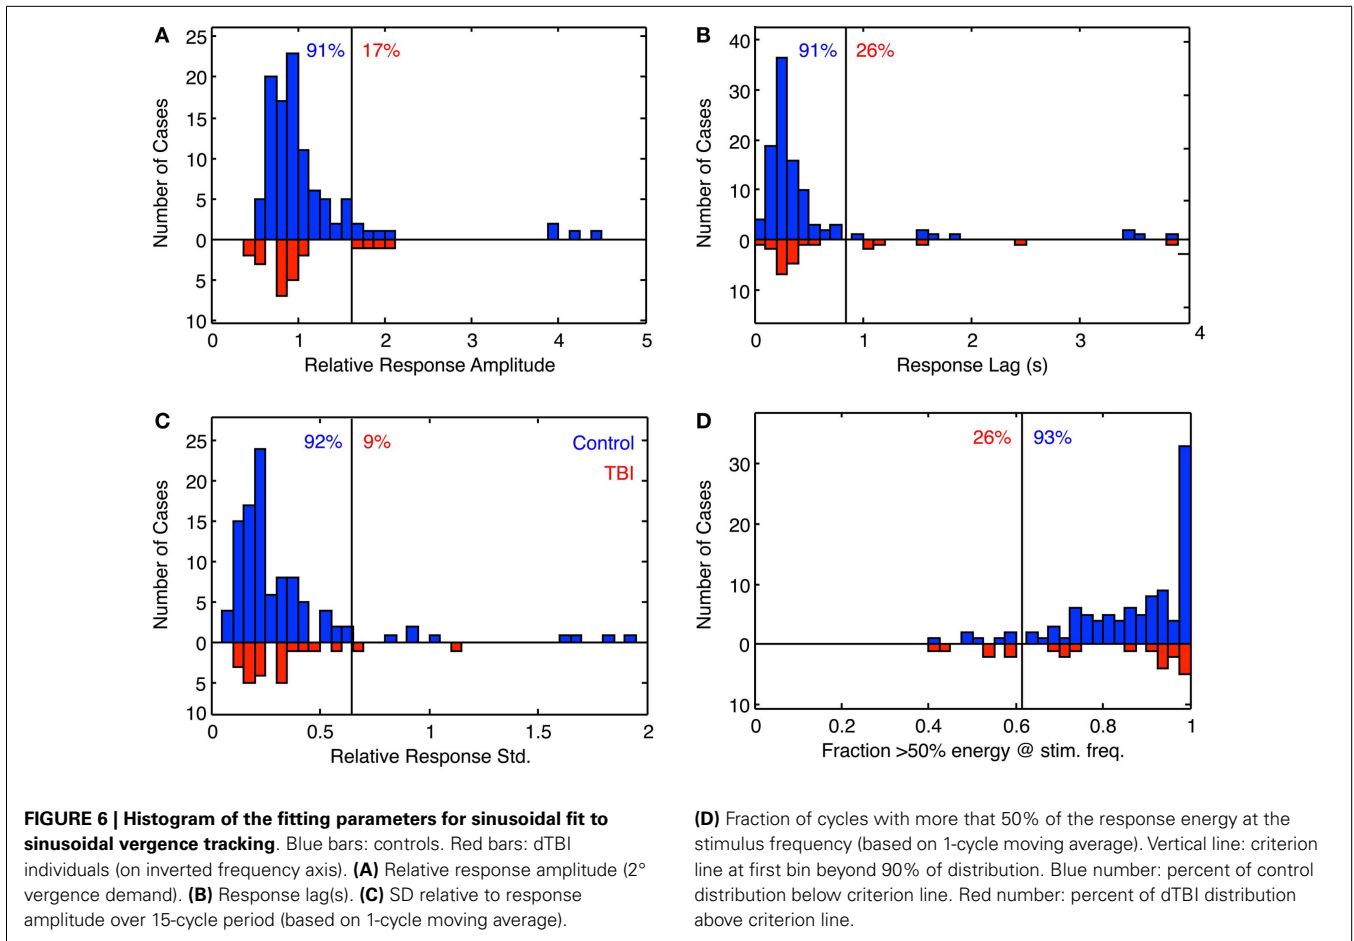 A
25
20
15
10
5
0
5
10
Number of Cases
91%
17%
0
1
2
3
4
5
Relative Response Amplitude
B
40
30
20
10
0
10
Number of Cases
91%
26%
0
1
2
3
4
Response Lag (s)
C
25
20
15
10
5
0
5
10
Number of Cases
92%
9%
Control
TBI
0
0.5
1
1.5
2
Relative Response Std.
D
30
20
10
0
10
Number of Cases
26%
93%
0
0.2
0.4
0.6
0.8
1
Fraction >50% energy @ stim. freq.
FIGURE 6 | Histogram of the fitting parameters for sinusoidal fit to
sinusoidal vergence tracking. Blue bars: controls. Red bars: dTBI
individuals (on inverted frequency axis). (A) Relative response amplitude (2°
vergence demand). (B) Response lag(s). (C) SD relative to response
amplitude over 15-cycle period (based on 1-cycle moving average).
(D) Fraction of cycles with more that 50% of the response energy at the
stimulus frequency (based on 1-cycle moving average). Vertical line: criterion
line at first bin beyond 90% of distribution. Blue number: percent of control
distribution below criterion line. Red number: percent of dTBI distribution
above criterion line.